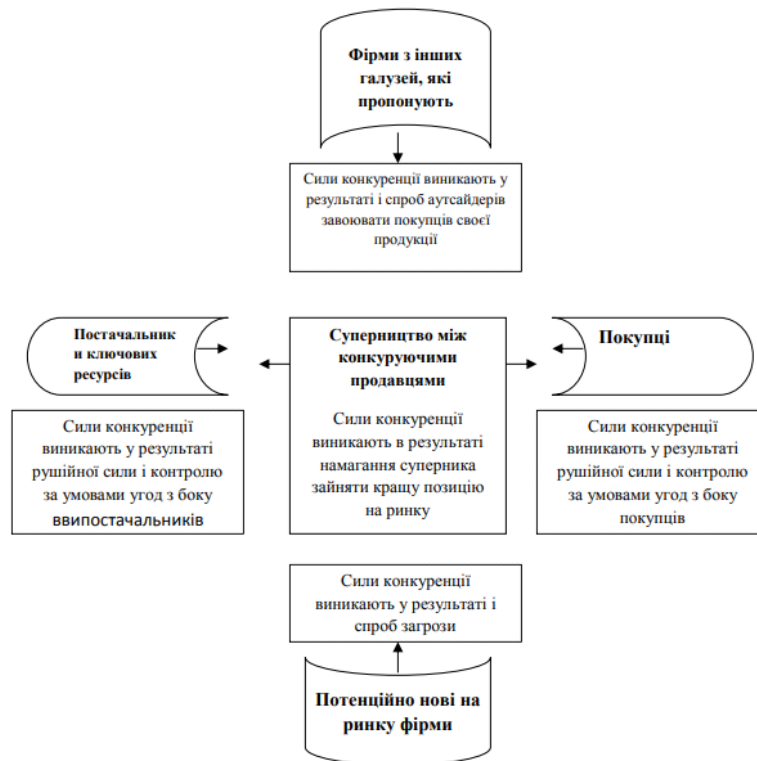 Фірми з інших
галузей, які
пропонують
Сили конкуренції виникають у
результаті і спроб аутсайдерів
завоювати покупців своєї
продукції
Постачальник
и ключових
ресурсів
Сили конкуренції
виникають у результаті
рушійної сили і контролю
за умовами угод з боку
ввипостачальників
Суперництво між
конкуруючими
продавцями
Сили конкуренції
виникають в результаті
намагання суперника
зайняти кращу позицію
на ринку
Покупці
Сили конкуренції
виникають у результаті
рушійної сили і контролю
за умовами угод з боку
покупців
Сили конкуренції
виникають у результаті і
спроб загрози
Потенційно нові на
ринку фірми